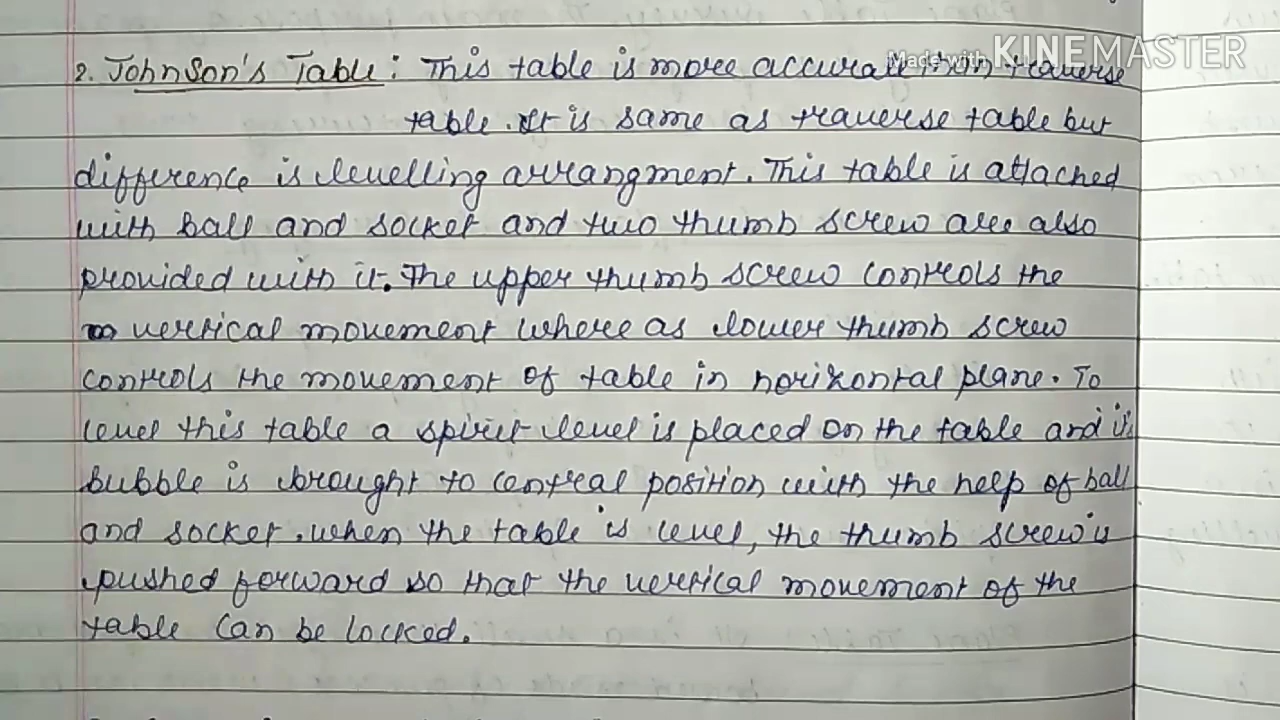 Made with KINEMASTER
2. Johnson's Table: This table is more accurate than traverse
table. It is same as traverse table but
difference is levelling arrangment. This table is attached
with ball and socket and two thumb screw are also
provided with it. The upper thumb screw controls the
vertical movement where as lower thumb screw
controls the movement of table in horizontal plane. To
level this table a spirit level is placed on the table and its
bubble is brought to central position with the help of ball
and socket. when the table is level, the thumb screw is
pushed forward so that the vertical movement of the
table can be locked.